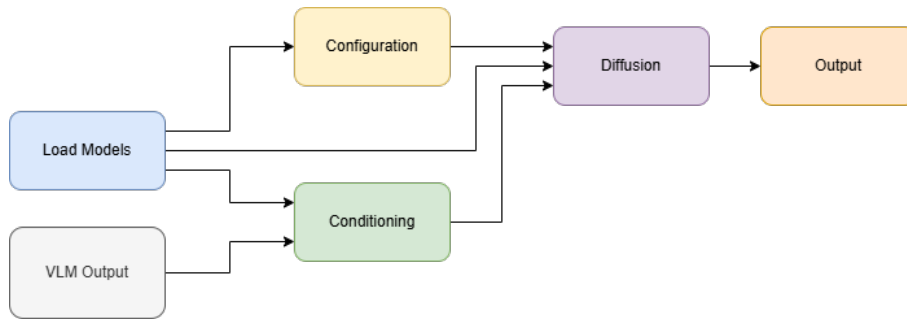 Configuration
Diffusion
Output
Load Models
Conditioning
VLM Output